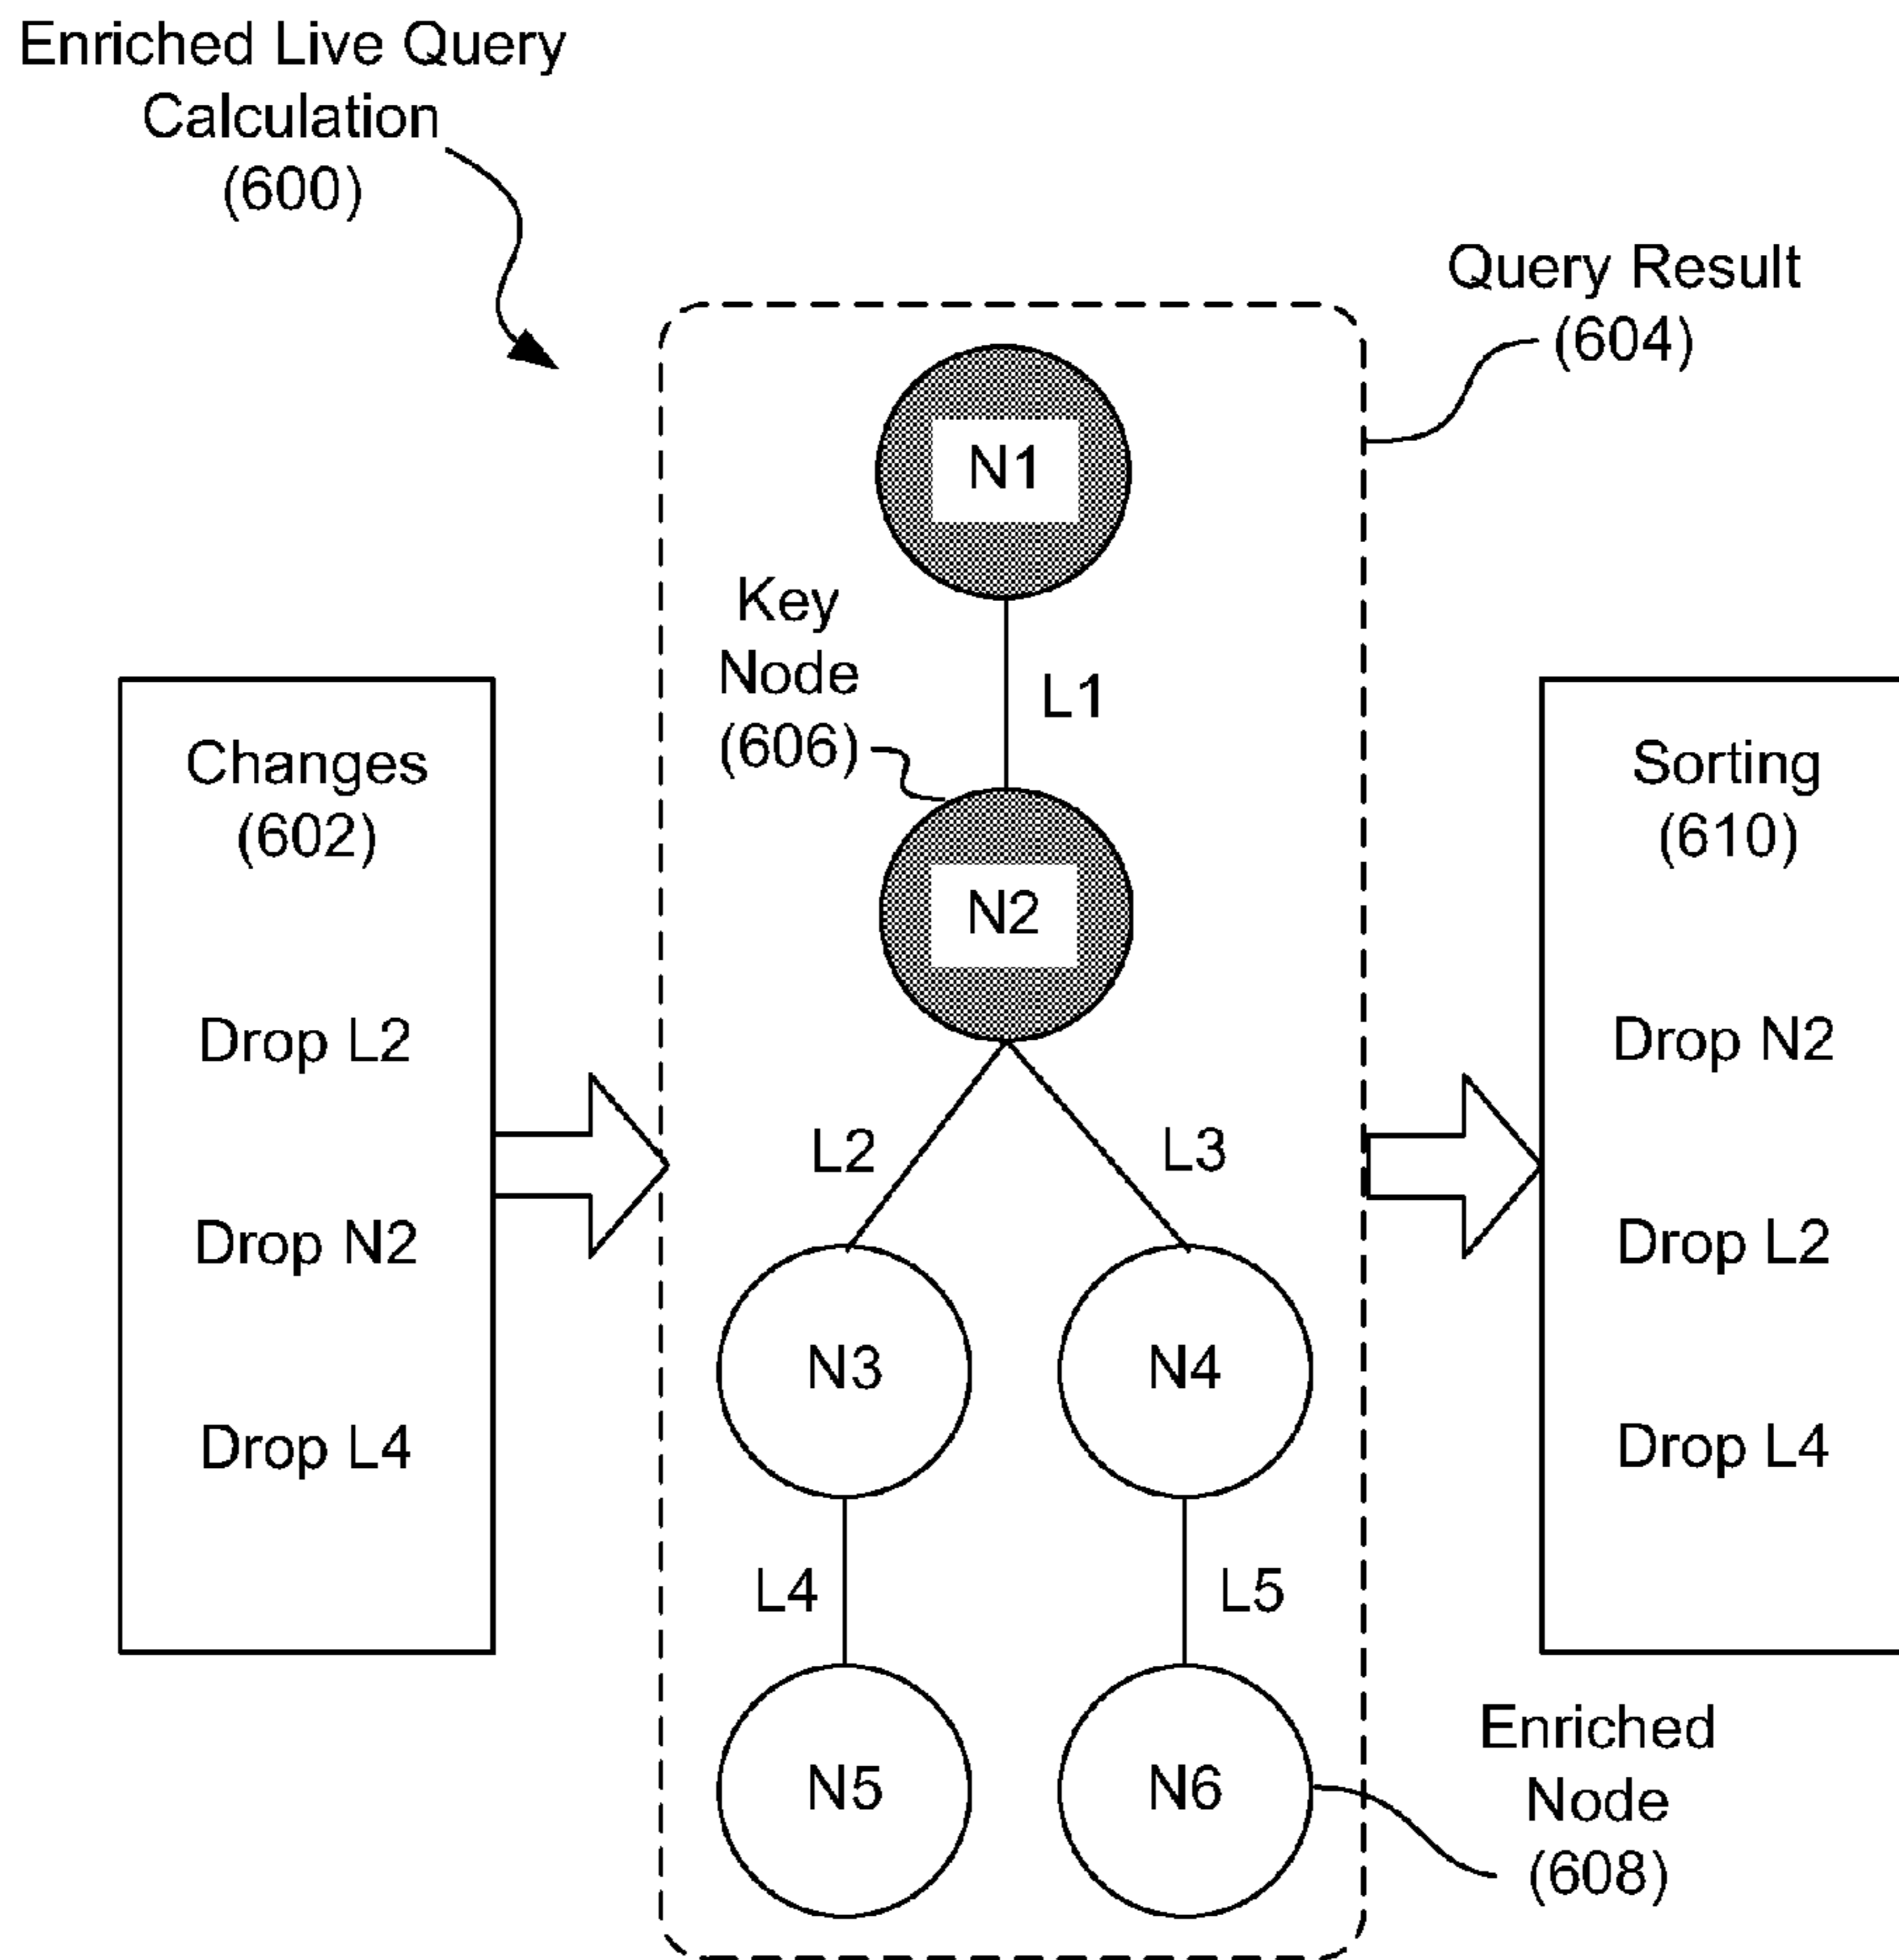 Enriched Live Query
Calculation
(600)
Query Result
(604)
N1
Key
Node
(606)
L1
Changes
(602)
Drop L2
Drop N2
Drop L4
N2
L2
L3
N3
N4
L4
L5
N5
N6
Sorting
(610)
Drop N2
Drop L2
Drop L4
Enriched
Node
(608)